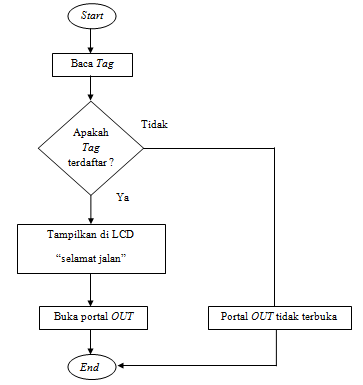 Start
Baca Tag
Apakah
Tag
terdaftar ?
Tidak
Ya
Tampilkan di LCD
“selamat jalan”
Buka portal OUT
Portal OUT tidak terbuka
End